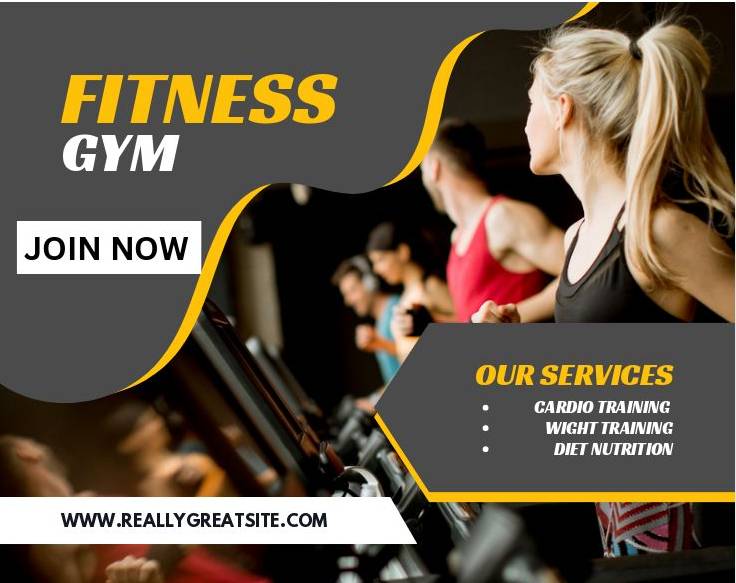 FITNESS
GYM
JOIN NOW
OUR SERVICES
• CARDIO TRAINING
• WIGHT TRAINING
• DIET NUTRITION
WWW.REALLYGREATSITE.COM